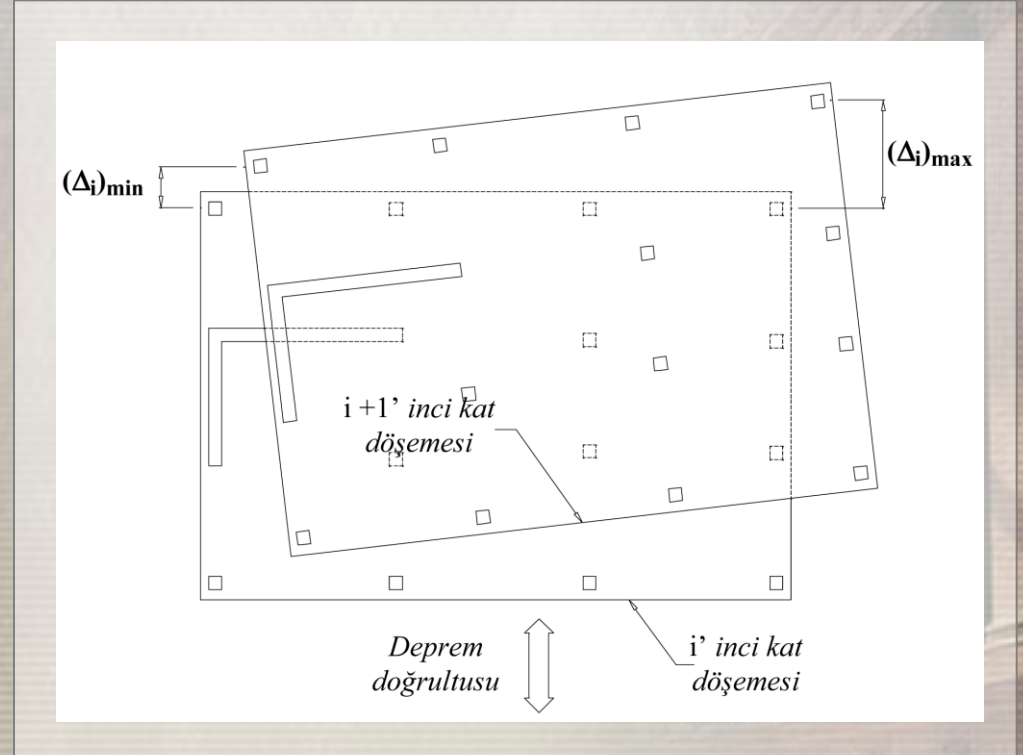 (Δi)min
(Δi)max
i +1’ inci kat
döşemesi
Deprem
doğrultusu
i’ inci kat
döşemesi